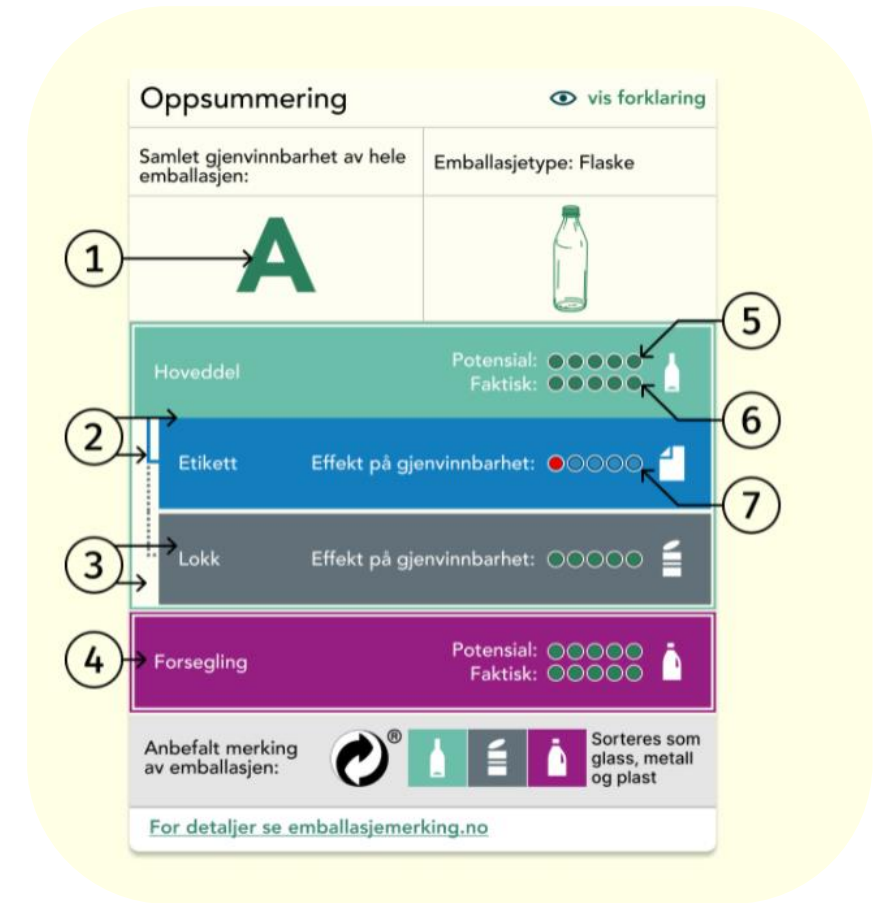 Oppsummering
vis forklaring
Samlet gjenvinnbarhet av hele
emballasjen:
Emballasjetype: Flaske
1
A
5
Hoveddel
Potensial:
Faktisk:
6
2
Etikett
Effekt på gjenvinnbarhet:
7
3
Lokk
Effekt på gjenvinnbarhet:
4
Forsegling
Potensial:
Faktisk:
Anbefalt merking
av emballasjen:
®
Sorteres som
glass, metall
og plast
For detaljer se emballasjemerking.no